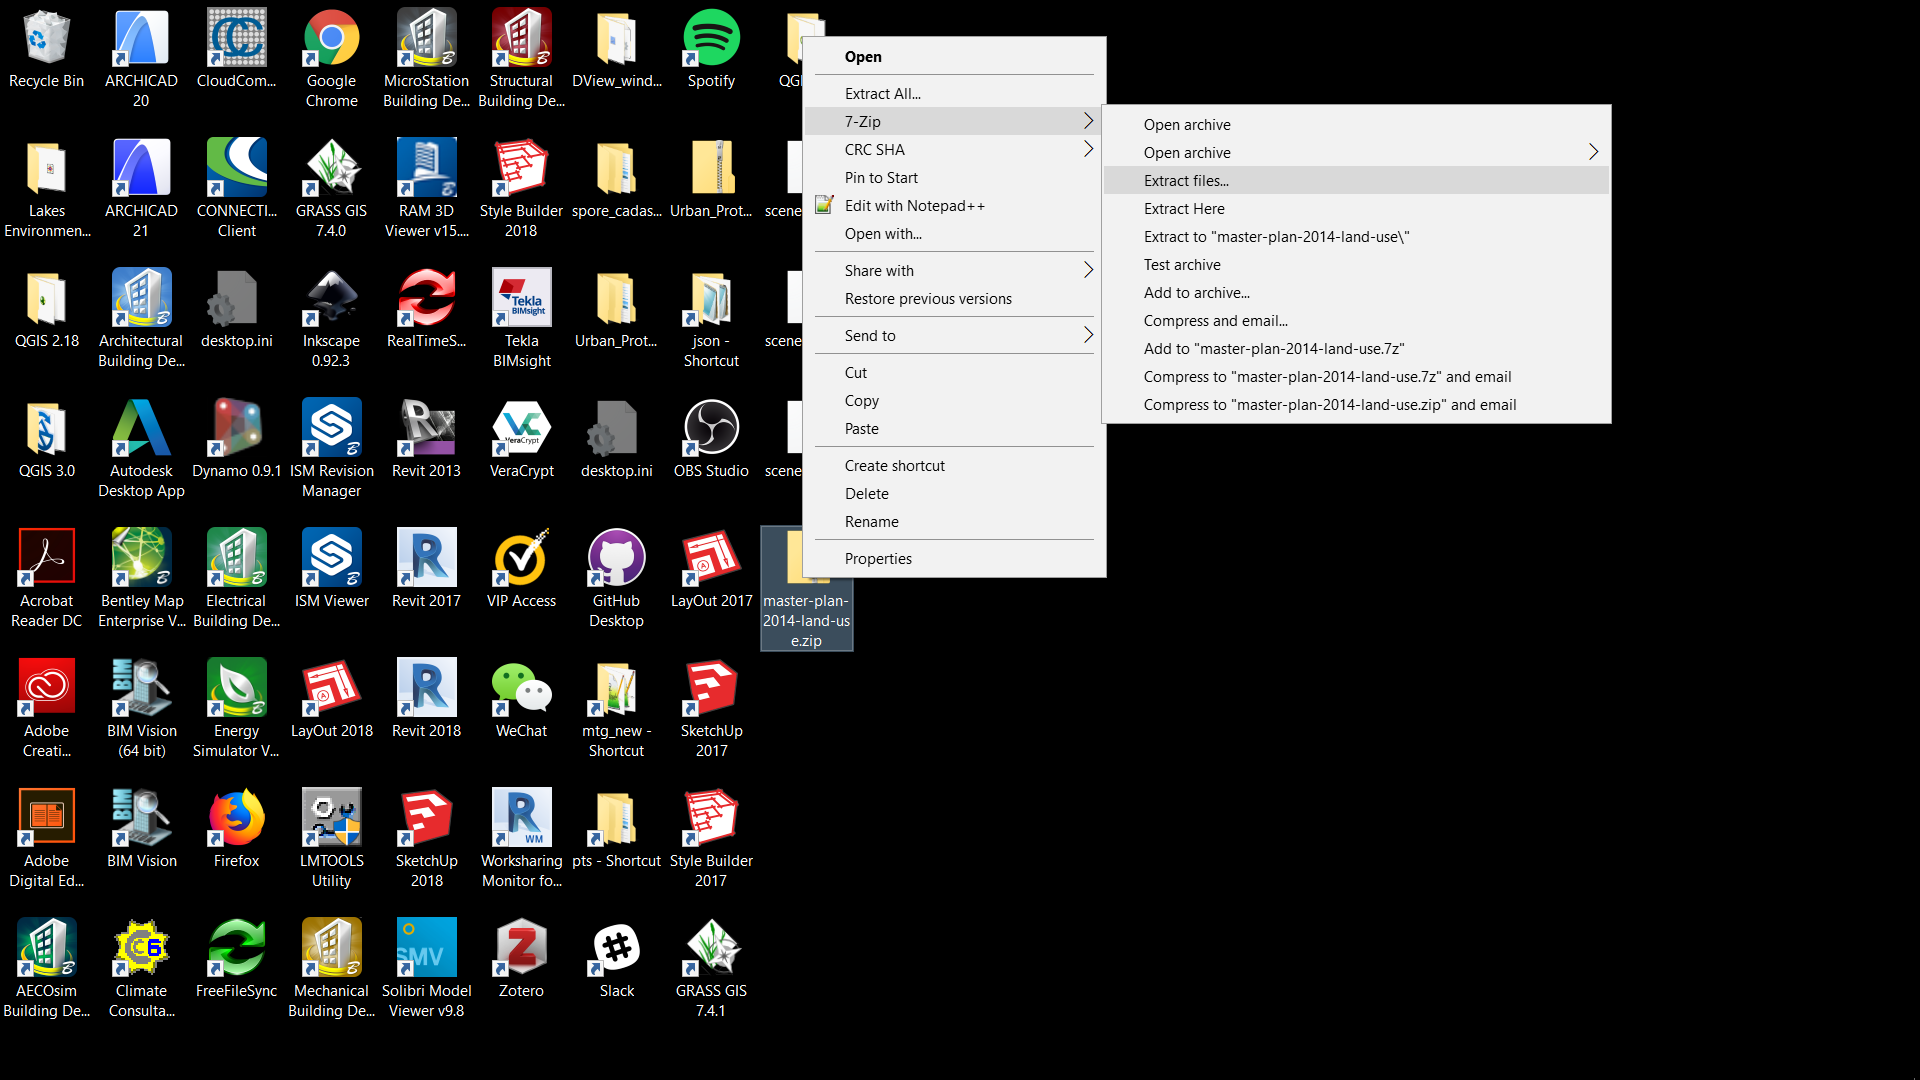 Recycle Bin
ARCHICAD
20
CloudCom...
Google
Chrome
MicroStation
Building De...
Structural
Building De...
DView_wind...
Spotify
Lakes
Environmen...
ARCHICAD
21
CONNECTI...
Client
GRASS GIS
7.4.0
RAM 3D
Viewer v15....
Style Builder
2018
spore_cadas...
Urban_Prot...
scene
QGIS 2.18
Architectural
Building De...
desktop.ini
Inkscape
0.92.3
RealTimeS...
Tekla
BIMsight
Tekla
BIMsight
Urban_Prot...
json -
Shortcut
scene
QGIS 3.0
Autodesk
Desktop App
Dynamo 0.9.1
ISM Revision
Manager
Revit 2013
VeraCrypt
VeraCrypt
desktop.ini
OBS Studio
scene
Acrobat
Reader DC
Bentley Map
Enterprise V...
Electrical
Building De...
ISM Viewer
Revit 2017
VIP Access
GitHub
Desktop
LayOut 2017
master-plan-
2014-land-us
e.zip
Adobe
Creati...
BIM
BIM Vision
(64 bit)
Energy
Simulator V...
LayOut 2018
Revit 2018
WeChat
mtg_new -
Shortcut
SketchUp
2017
Adobe
Digital Ed...
BIM
BIM Vision
Firefox
LMTOOLS
Utility
SketchUp
2018
WM
Worksharing
Monitor fo...
pts - Shortcut
Style Builder
2017
AECOsim
Building De...
Climate
Consulta...
FreeFileSync
Mechanical
Building De...
SMV
Solibri Model
Viewer v9.8
Zotero
Slack
GRASS GIS
7.4.1
Open
Extract All...
7-Zip
CRC SHA
Pin to Start
Edit with Notepad++
Open with...
Share with
Restore previous versions
Send to
Cut
Copy
Paste
Create shortcut
Delete
Rename
Properties
Open archive
Open archive
Extract files...
Extract Here
Extract to "master-plan-2014-land-use\"
Test archive
Add to archive...
Compress and email...
Add to "master-plan-2014-land-use.7z"
Compress to "master-plan-2014-land-use.7z" and email
Compress to "master-plan-2014-land-use.zip" and email